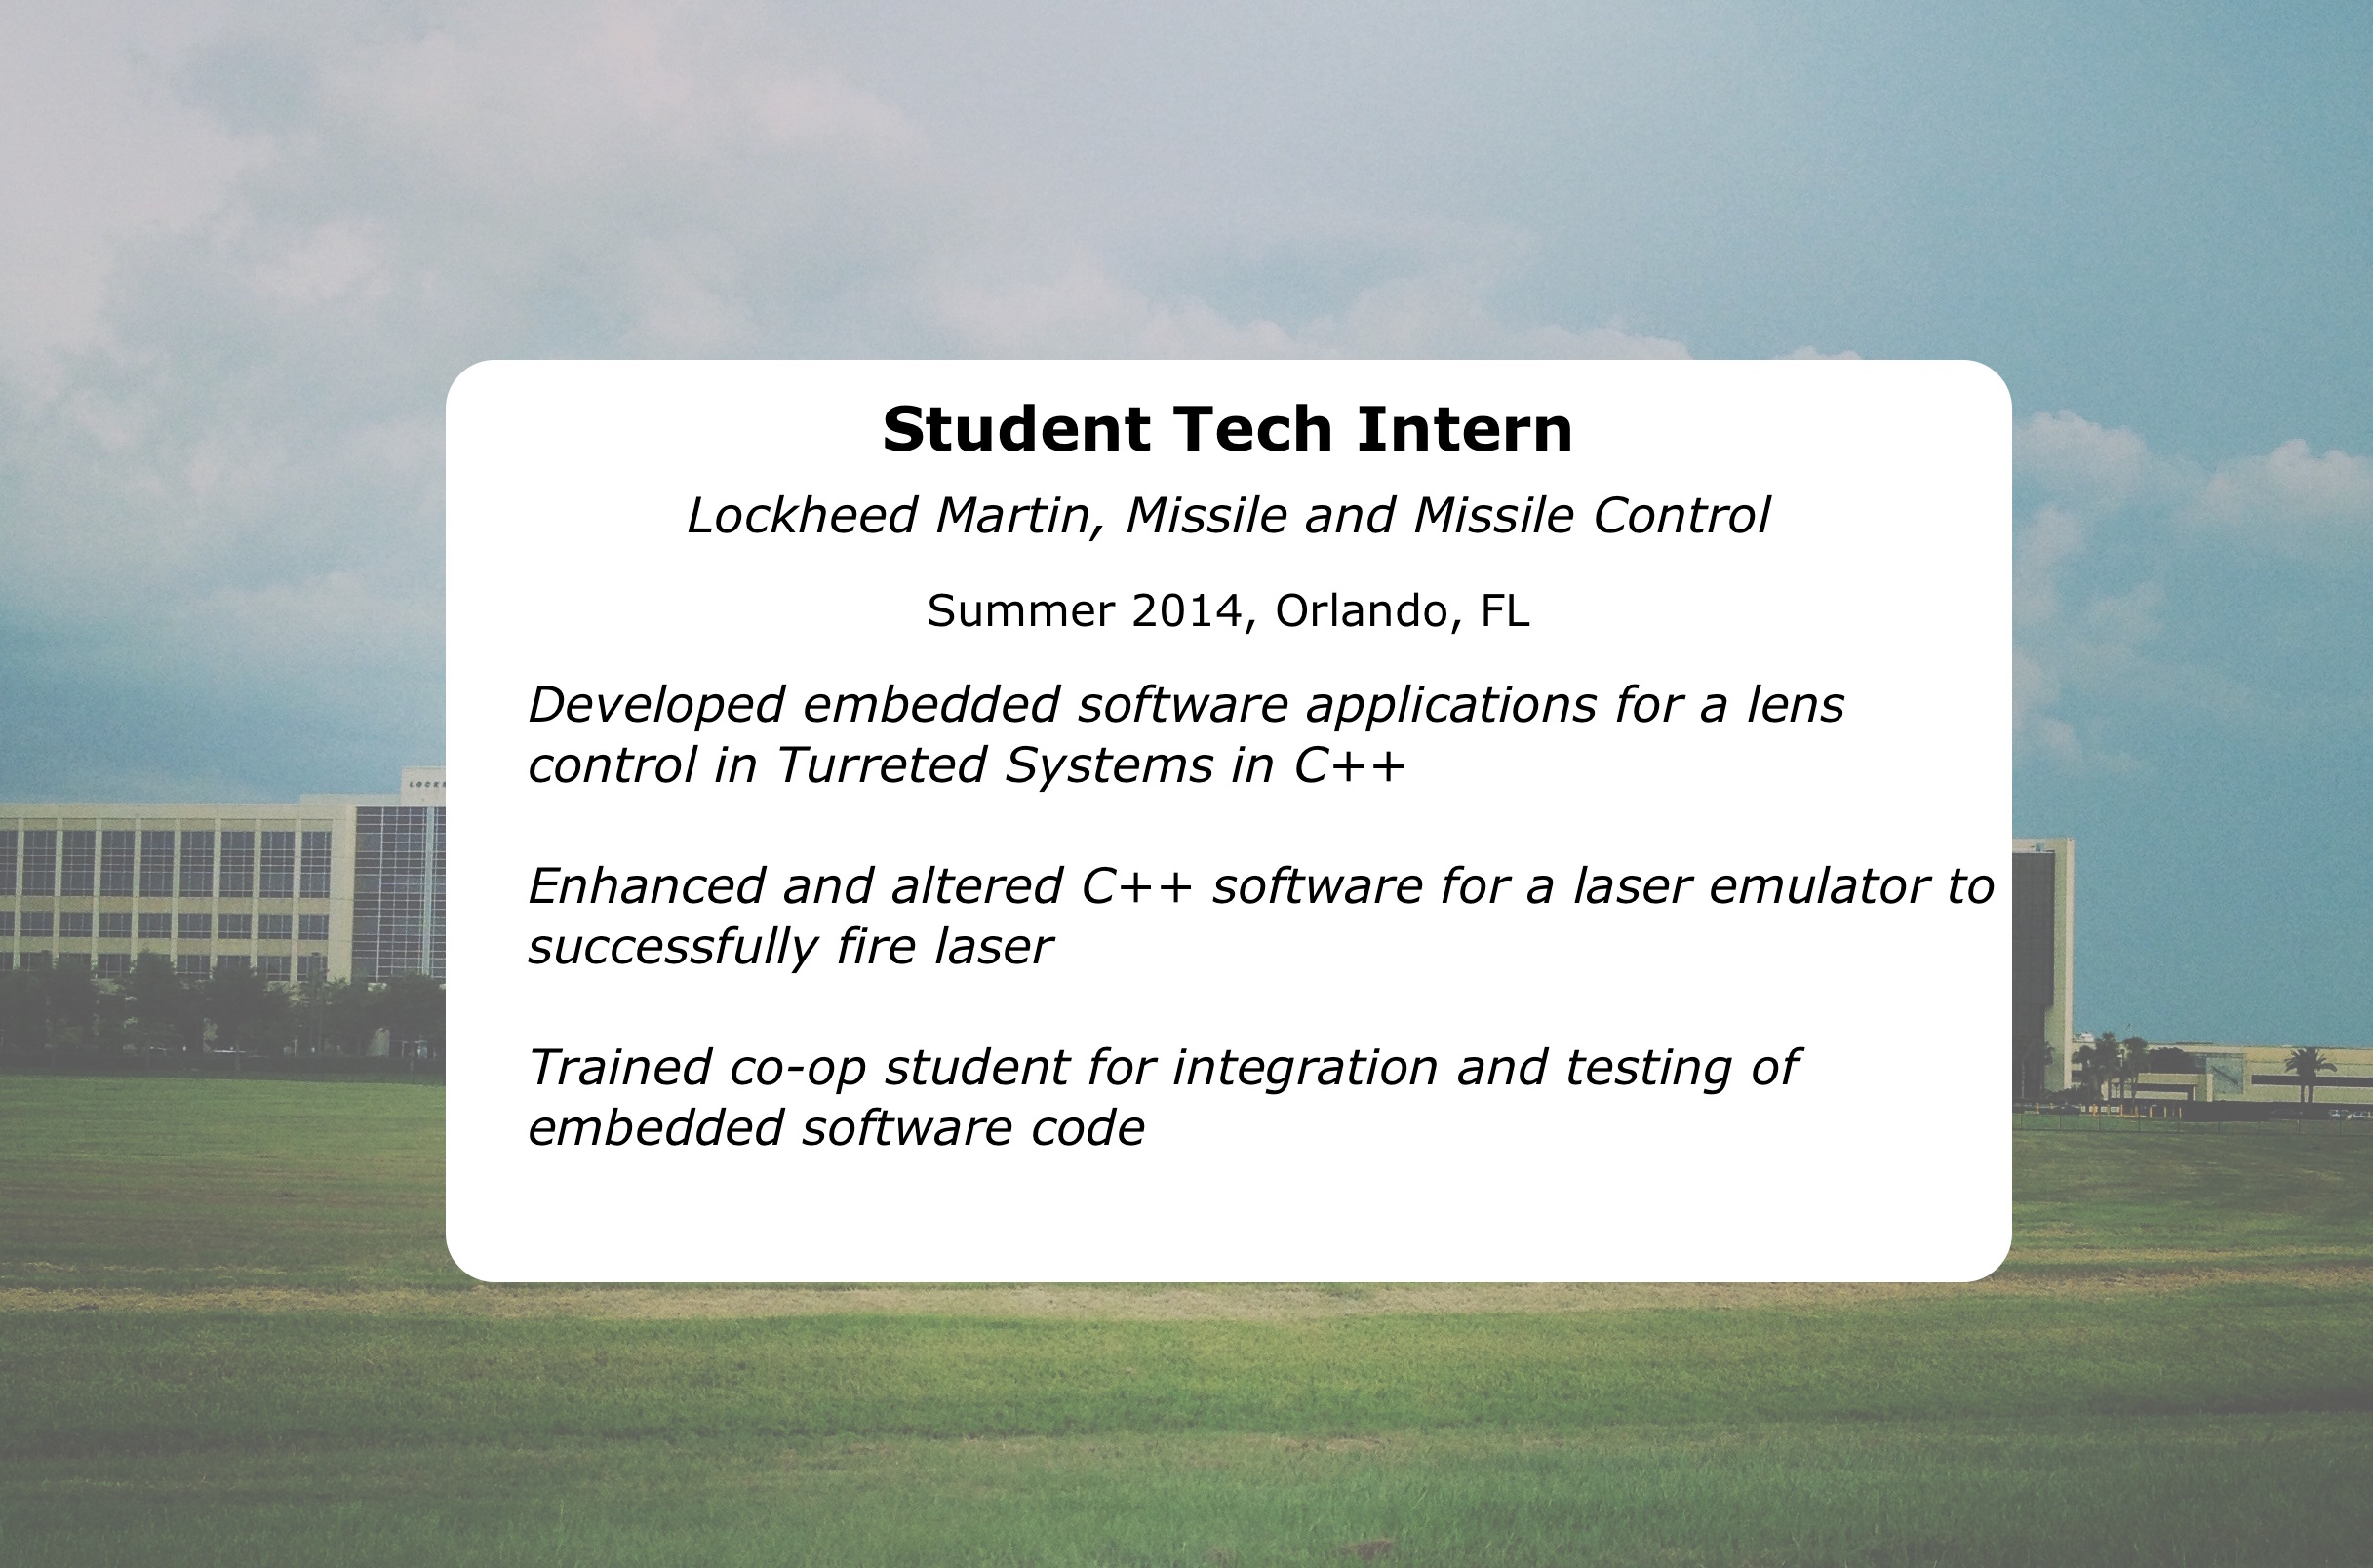 Student Tech Intern
Lockheed Martin, Missile and Missile Control
Summer 2014, Orlando, FL
Developed embedded software applications for a lens
control in Turreted Systems in C++
Enhanced and altered C++ software for a laser emulator to
successfully fire laser
Trained co-op student for integration and testing of
embedded software code